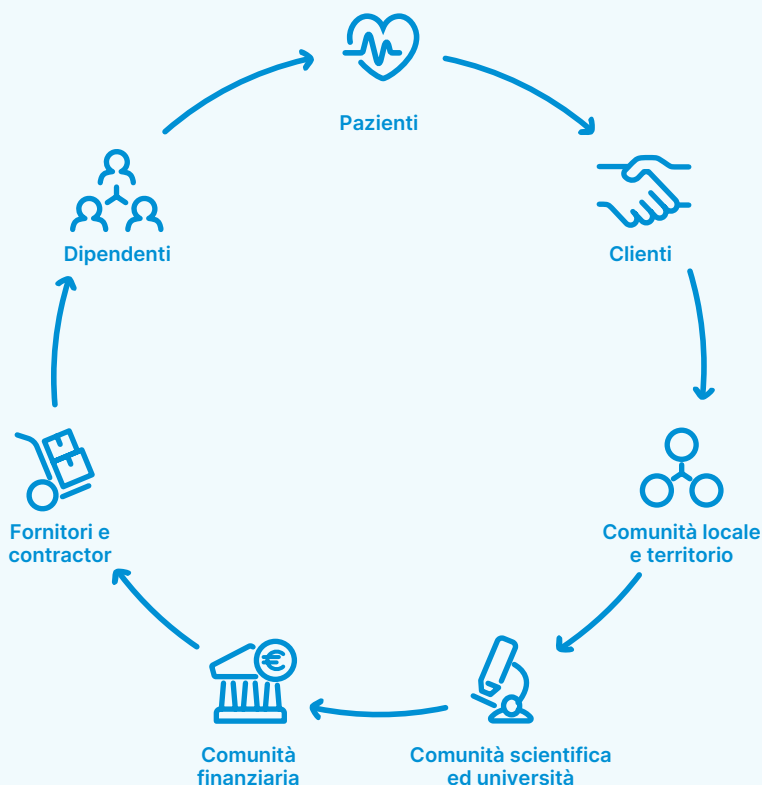 Pazienti
Clienti
Comunità locale
e territorio
Comunità scientifica
ed università
Comunità
finanziaria
Fornitori e
contractor
Dipendenti
€